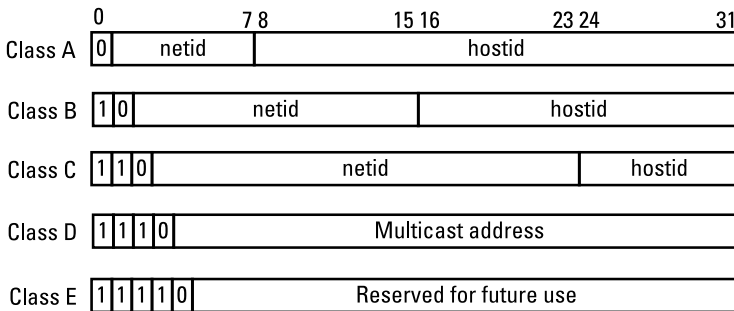 0 7 8 15 16 23 24 31
Class A 0 netid hostid
Class B 1 0 netid hostid
Class C 1 1 0 netid hostid
Class D 1 1 1 0 Multicast address
Class E 1 1 1 1 0 Reserved for future use